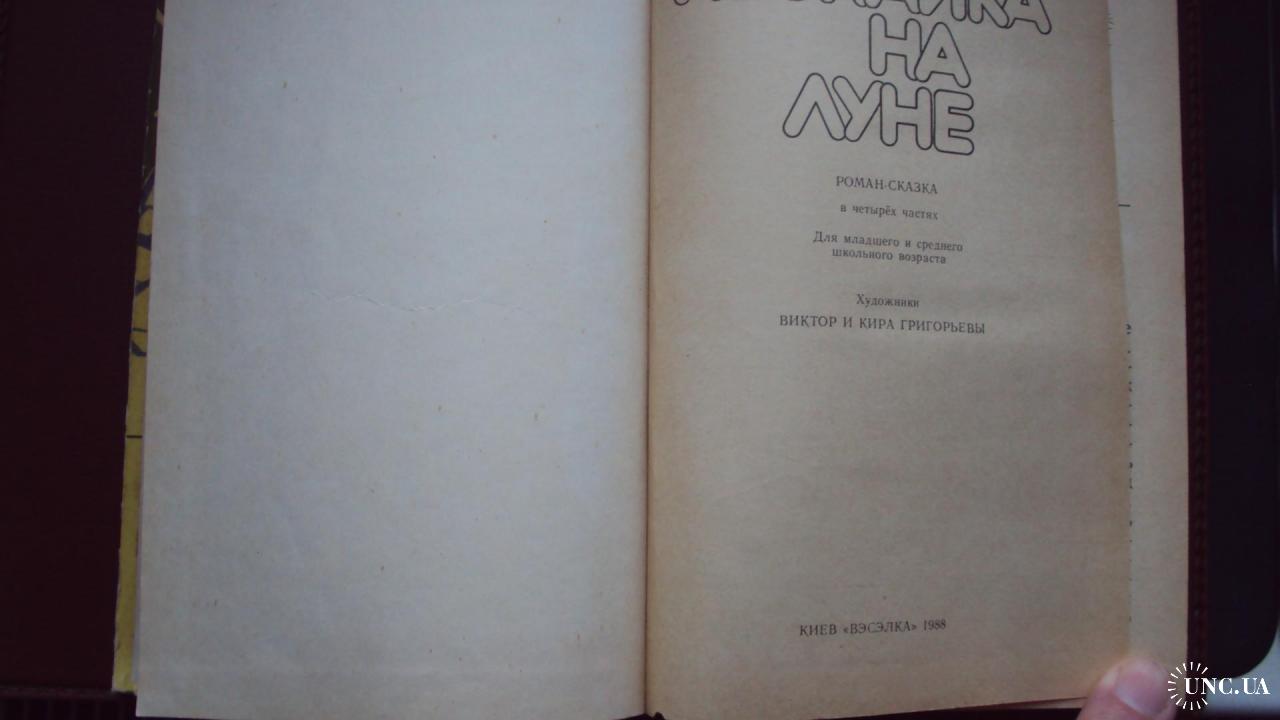 НА
ЛУНЕ
РОМАН-СКАЗКА
в четырёх частях
Для младшего и среднего
школьного возраста
Художники
ВИКТОР И КИРА ГРИГОРЬЕВЫ
КИЕВ «ВЭСЭЛКА» 1988
UNC.UA